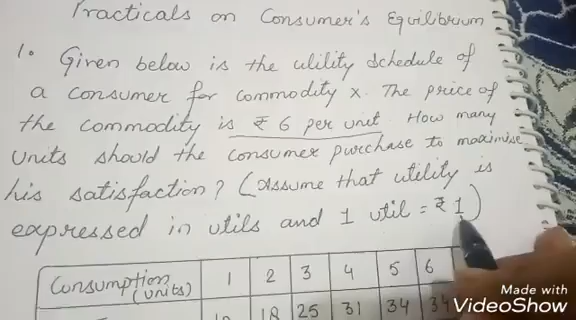 Practicals on Consumer's Equilibrium
1. Given below is the utility schedule of
a consumer for commodity x. The price of
the commodity is ₹ 6 per unit. How many
units should the consumer purchase to maximise
his satisfaction? (Assume that utility is
expressed in utils and 1 util = ₹ 1)
Consumption (units) 1 2 3 4 5 6
18 25 31 34 34
Made with
VideoShow